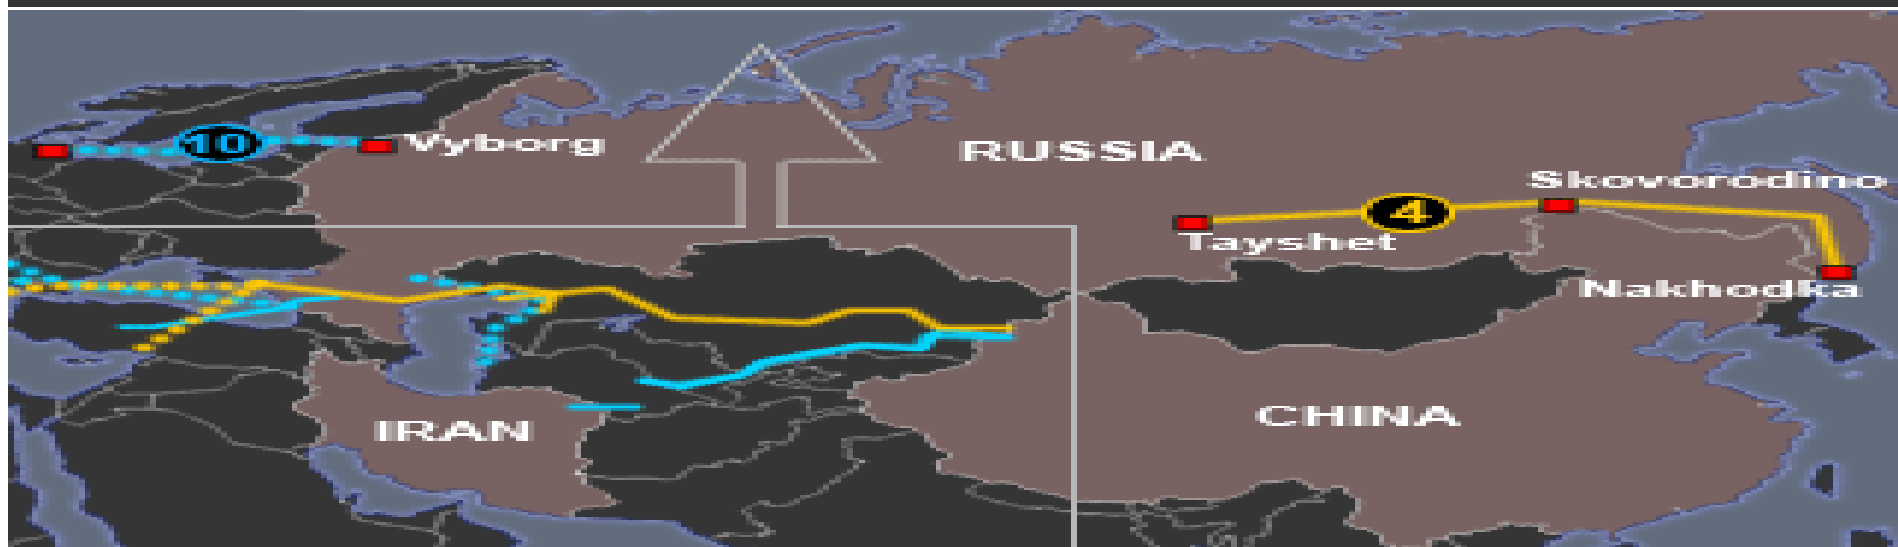 10
Vyborg
RUSSIA
Skovorodino
4
Tayshet
Nakhodka
CHINA
IRAN